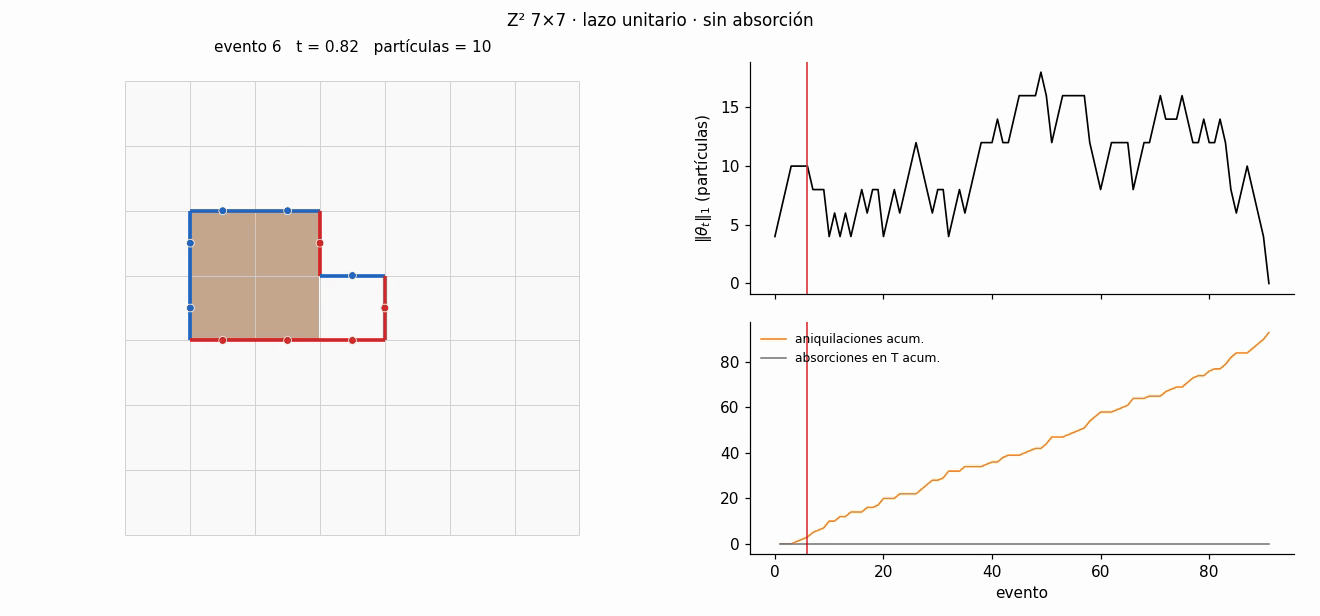 Z² 7×7 · lazo unitario · sin absorción
evento 6   t = 0.82   partículas = 10
‖θₜ‖₁ (partículas)
15
10
5
0
aniquilaciones acum.
absorciones en T acum.
80
60
40
20
0
0 20 40 60 80
evento